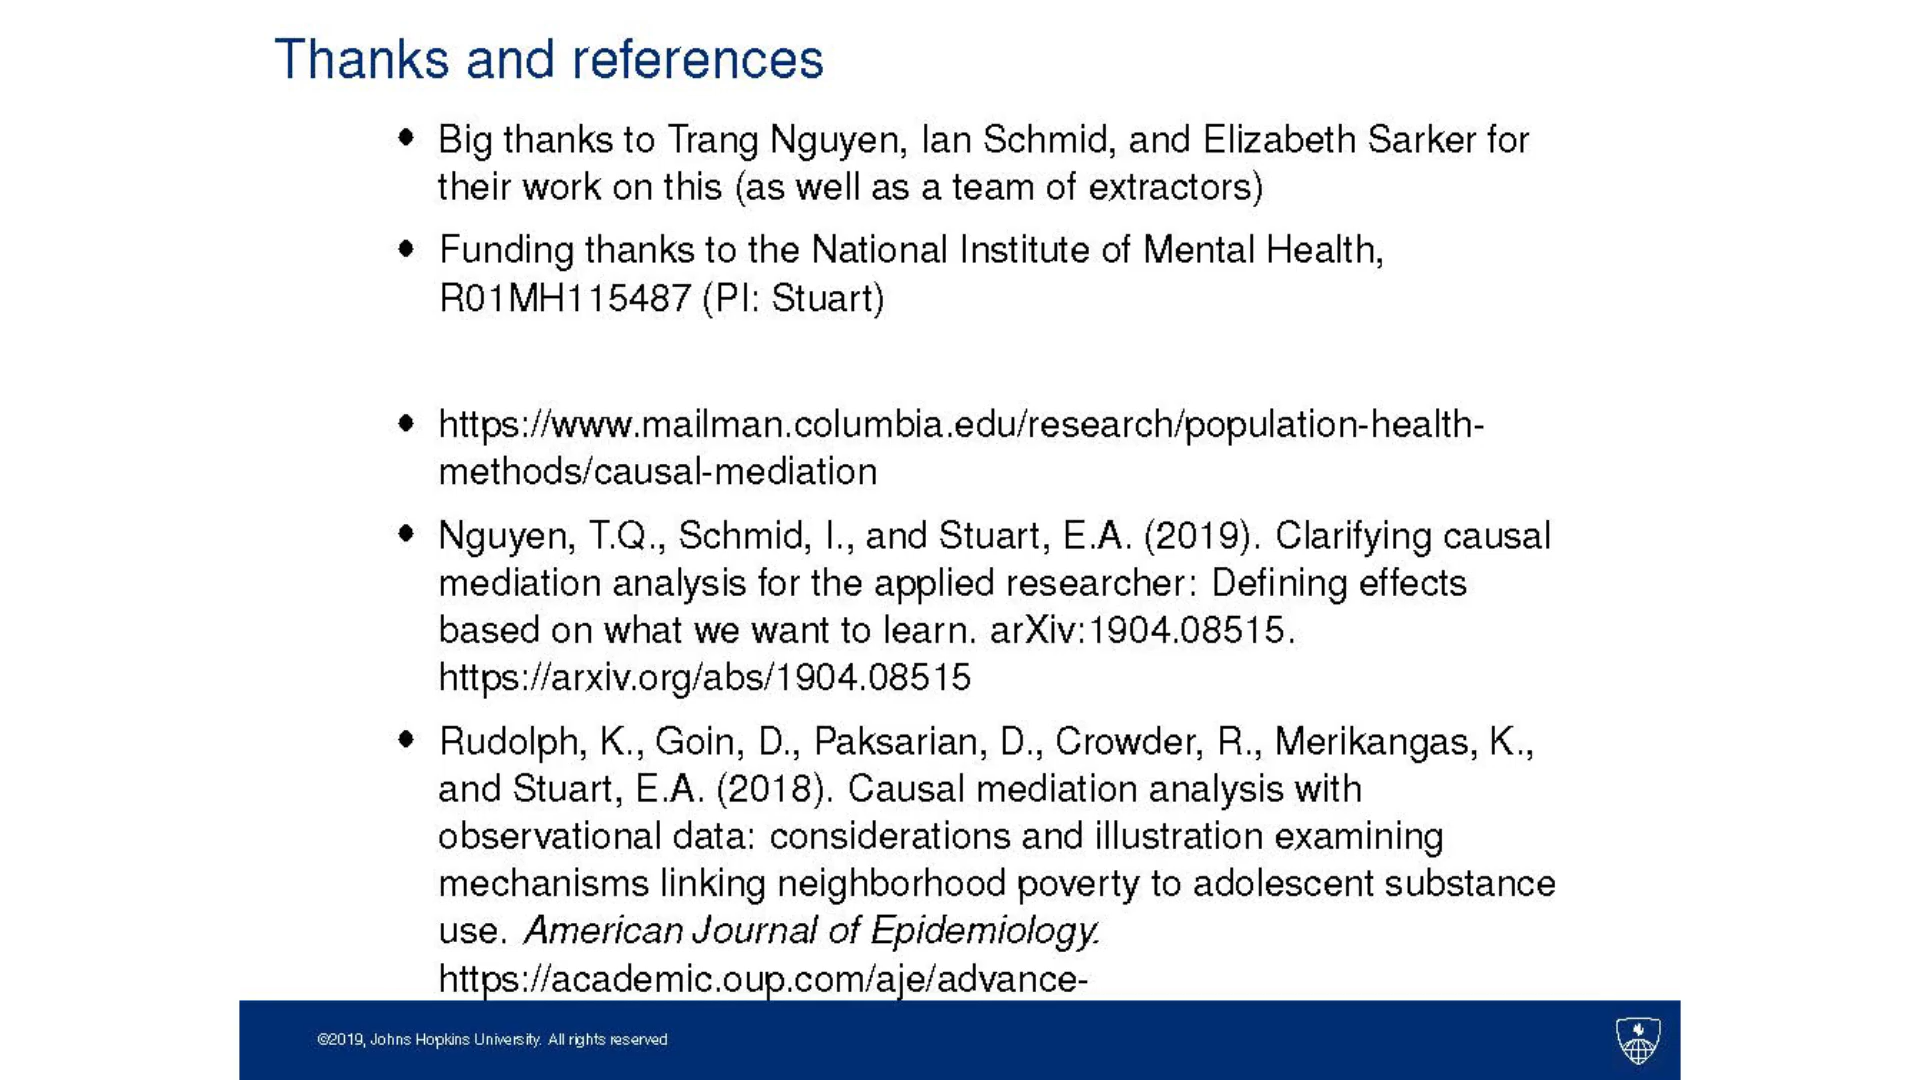 Thanks and references
• Big thanks to Trang Nguyen, Ian Schmid, and Elizabeth Sarker for
their work on this (as well as a team of extractors)
• Funding thanks to the National Institute of Mental Health,
R01MH115487 (PI: Stuart)
• https://www.mailman.columbia.edu/research/population-health-
methods/causal-mediation
• Nguyen, T.Q., Schmid, I., and Stuart, E.A. (2019). Clarifying causal
mediation analysis for the applied researcher: Defining effects
based on what we want to learn. arXiv:1904.08515.
https://arxiv.org/abs/1904.08515
• Rudolph, K., Goin, D., Paksarian, D., Crowder, R., Merikangas, K.,
and Stuart, E.A. (2018). Causal mediation analysis with
observational data: considerations and illustration examining
mechanisms linking neighborhood poverty to adolescent substance
use. American Journal of Epidemiology.
https://academic.oup.com/aje/advance-
©2019, Johns Hopkins University. All rights reserved